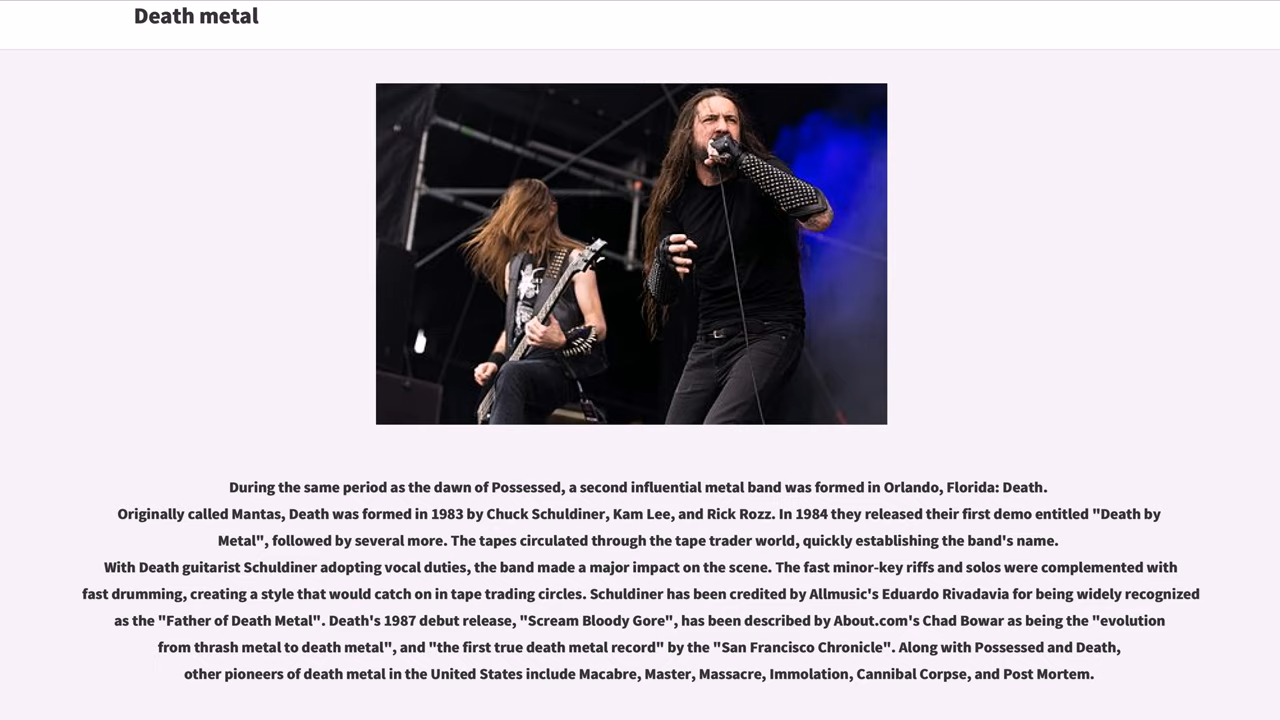 Death metal
During the same period as the dawn of Possessed, a second influential metal band was formed in Orlando, Florida: Death.
Originally called Mantas, Death was formed in 1983 by Chuck Schuldiner, Kam Lee, and Rick Rozz. In 1984 they released their first demo entitled "Death by
Metal", followed by several more. The tapes circulated through the tape trader world, quickly establishing the band's name.
With Death guitarist Schuldiner adopting vocal duties, the band made a major impact on the scene. The fast minor-key riffs and solos were complemented with
fast drumming, creating a style that would catch on in tape trading circles. Schuldiner has been credited by Allmusic's Eduardo Rivadavia for being widely recognized
as the "Father of Death Metal". Death's 1987 debut release, "Scream Bloody Gore", has been described by About.com's Chad Bowar as being the "evolution
from thrash metal to death metal", and "the first true death metal record" by the "San Francisco Chronicle". Along with Possessed and Death,
other pioneers of death metal in the United States include Macabre, Master, Massacre, Immolation, Cannibal Corpse, and Post Mortem.